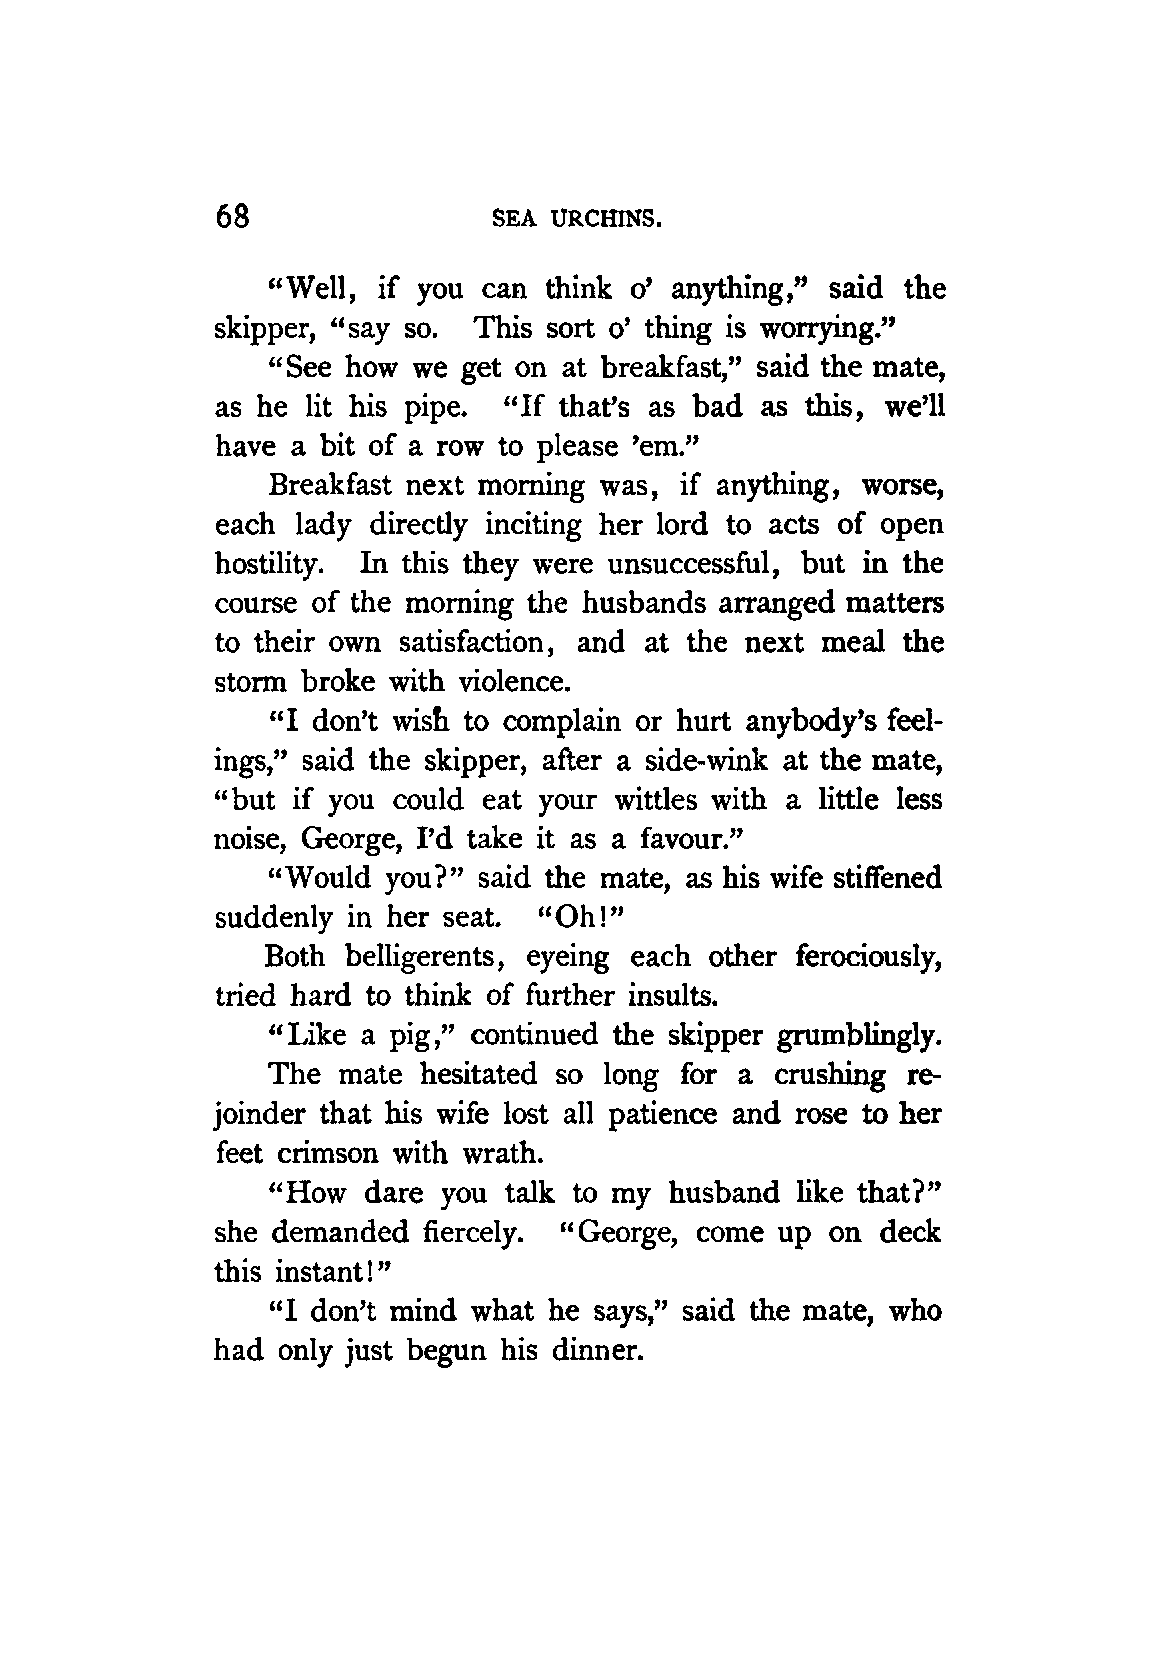 68 SEA URCHINS.
"Well, if you can think o' anything," said the
skipper, "say so. This sort o' thing is worrying."
"See how we get on at breakfast," said the mate,
as he lit his pipe. "If that's as bad as this, we'll
have a bit of a row to please 'em."
Breakfast next morning was, if anything, worse,
each lady directly inciting her lord to acts of open
hostility. In this they were unsuccessful, but in the
course of the morning the husbands arranged matters
to their own satisfaction, and at the next meal the
storm broke with violence.
"I don't wish to complain or hurt anybody's feel-
ings," said the skipper, after a side-wink at the mate,
"but if you could eat your wittles with a little less
noise, George, I'd take it as a favour."
"Would you?" said the mate, as his wife stiffened
suddenly in her seat. "Oh!"
Both belligerents, eyeing each other ferociously,
tried hard to think of further insults.
"Like a pig," continued the skipper grumblingly.
The mate hesitated so long for a crushing re-
joinder that his wife lost all patience and rose to her
feet crimson with wrath.
"How dare you talk to my husband like that?"
she demanded fiercely. "George, come up on deck
this instant!"
"I don't mind what he says," said the mate, who
had only just begun his dinner.